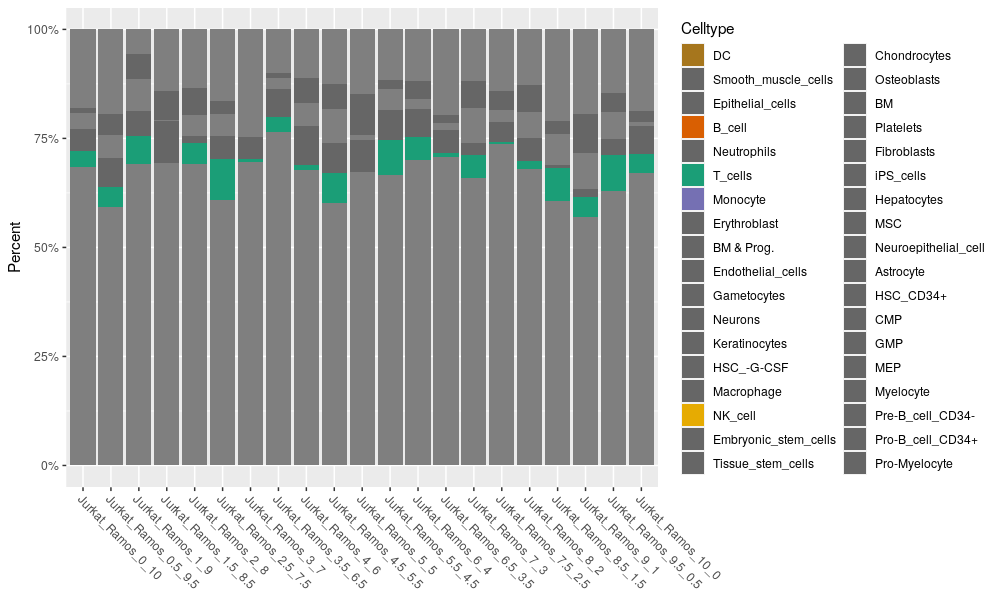 100%
75%
50%
25%
0%
Percent
Jurkat_Ramos_0_10
Jurkat_Ramos_0.5_9.5
Jurkat_Ramos_1_9
Jurkat_Ramos_1.5_8.5
Jurkat_Ramos_2_8
Jurkat_Ramos_2.5_7.5
Jurkat_Ramos_3_7
Jurkat_Ramos_3.5_6.5
Jurkat_Ramos_4_6
Jurkat_Ramos_4.5_5.5
Jurkat_Ramos_5_5
Jurkat_Ramos_5.5_4.5
Jurkat_Ramos_6_4
Jurkat_Ramos_6.5_3.5
Jurkat_Ramos_7_3
Jurkat_Ramos_7.5_2.5
Jurkat_Ramos_8_2
Jurkat_Ramos_8.5_1.5
Jurkat_Ramos_9_1
Jurkat_Ramos_9.5_0.5
Jurkat_Ramos_10_0
Celltype
DC
Smooth_muscle_cells
Epithelial_cells
B_cell
Neutrophils
T_cells
Monocyte
Erythroblast
BM & Prog.
Endothelial_cells
Gametocytes
Neurons
Keratinocytes
HSC_-G-CSF
Macrophage
NK_cell
Embryonic_stem_cells
Tissue_stem_cells
Chondrocytes
Osteoblasts
BM
Platelets
Fibroblasts
iPS_cells
Hepatocytes
MSC
Neuroepithelial_cell
Astrocyte
HSC_CD34+
CMP
GMP
MEP
Myelocyte
Pre-B_cell_CD34-
Pro-B_cell_CD34+
Pro-Myelocyte